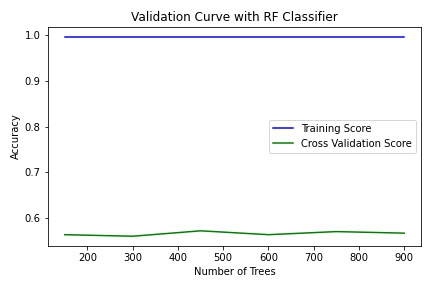 Validation Curve with RF Classifier
1.0
0.9
0.8
0.7
0.6
Accuracy
Training Score
Cross Validation Score
200 300 400 500 600 700 800 900
Number of Trees